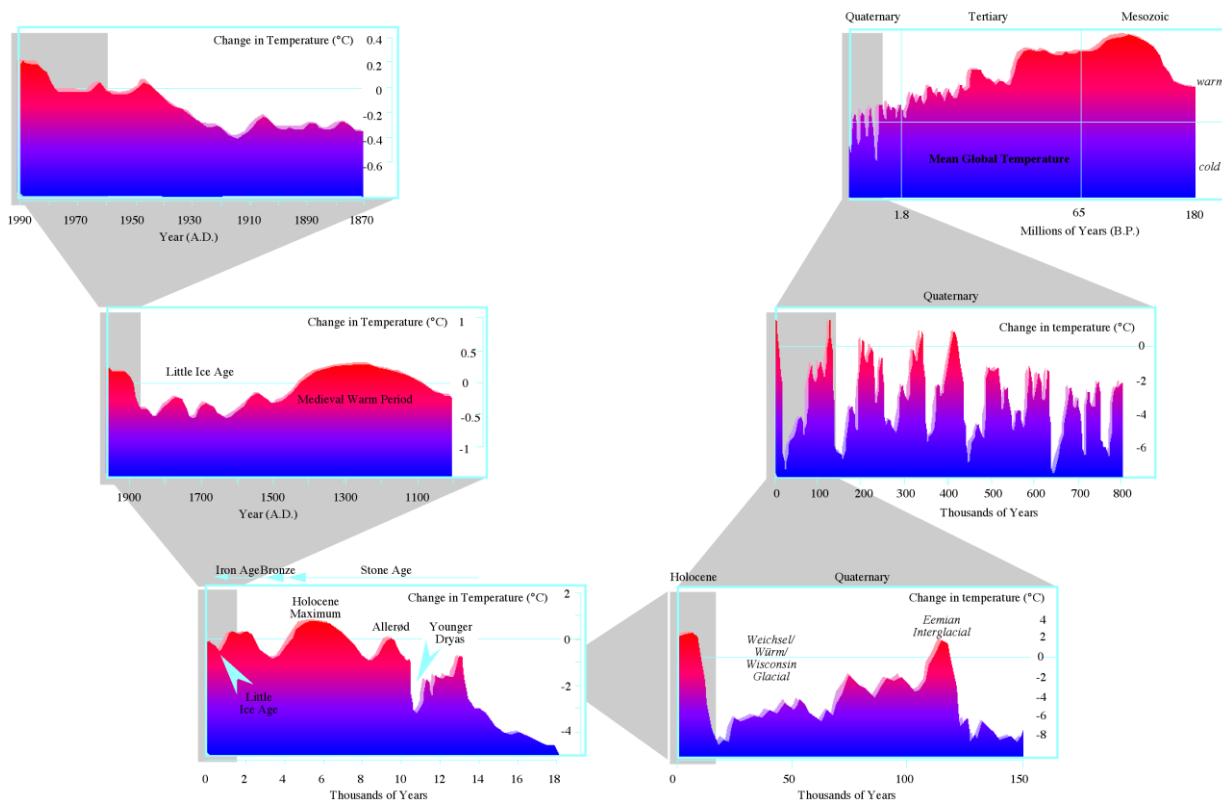 Change in Temperature (°C)
0.4
0.2
0
-0.2
-0.4
-0.6
1990 1970 1950 1930 1910 1890 1870
Year (A.D.)
Quaternary Tertiary Mesozoic
warm
Mean Global Temperature
cold
1.8 65 180
Millions of Years (B.P.)
Change in Temperature (°C)
1
0.5
Little Ice Age
0
Medieval Warm Period
-0.5
-1
1900 1700 1500 1300 1100
Year (A.D.)
Quaternary
Change in temperature (°C)
0
-2
-4
-6
0 100 200 300 400 500 600 700 800
Thousands of Years
Iron Age Bronze Stone Age
Change in Temperature (°C)
2
Holocene
Maximum
Allerød
Younger
Dryas
0
-2
Little
Ice Age
-4
0 2 4 6 8 10 12 14 16 18
Thousands of Years
Holocene Quaternary
Change in temperature (°C)
4
Eemian
Interglacial
2
Weichsel/
Würm/
Wisconsin
Glacial
0
-2
-4
-6
-8
0 50 100 150
Thousands of Years